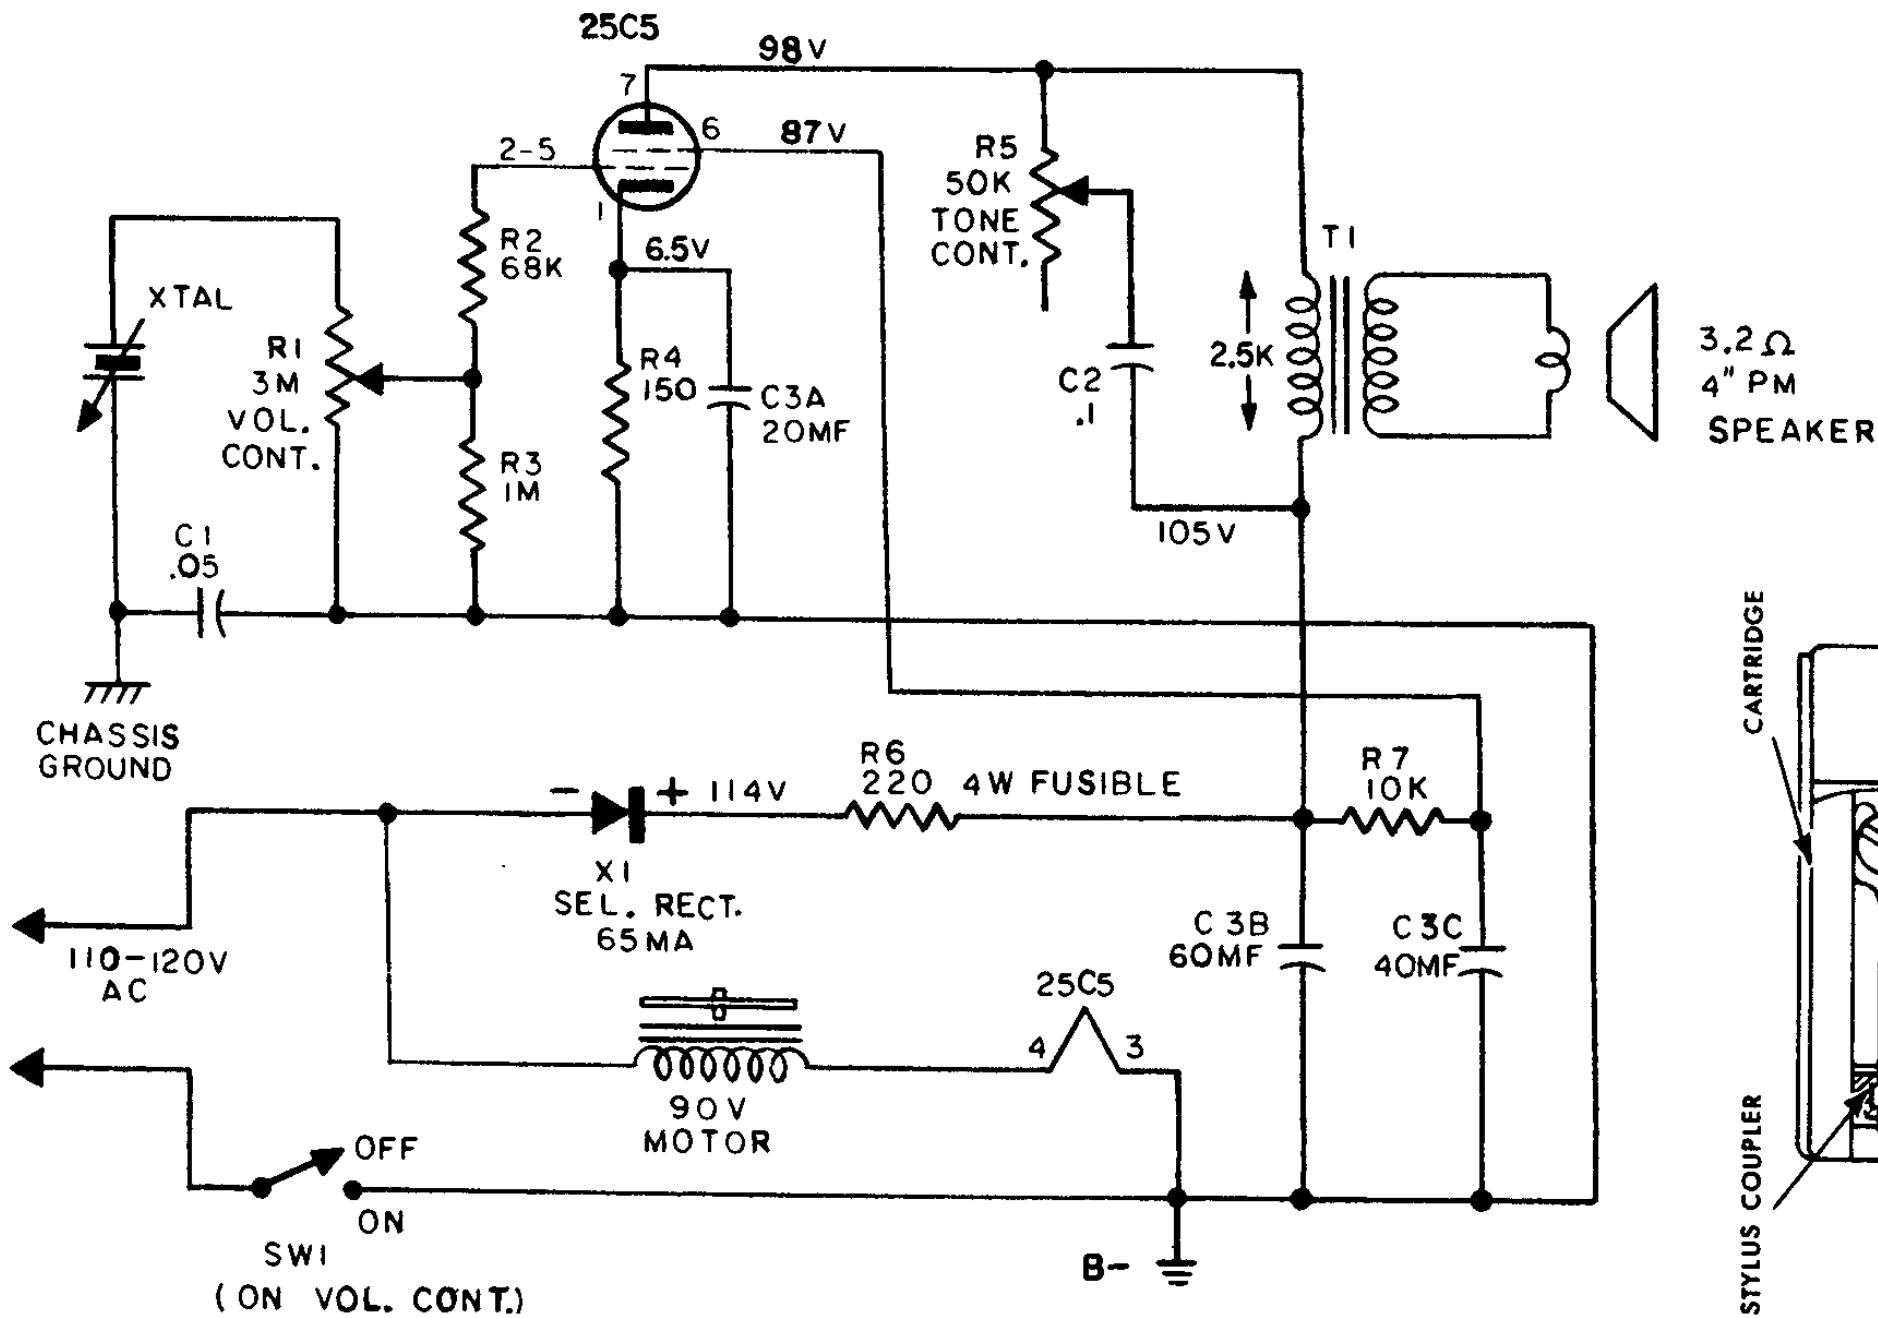 25C5
98V
7
6
87V
2-5
1
6.5V
R2
68K
XTAL
R1
3M
VOL.
CONT.
R3
1M
R4
150
C3A
20MF
C1
.05
CHASSIS
GROUND
R5
50K
TONE
CONT.
C2
.1
T1
2.5K
105V
3.2Ω
4" PM
SPEAKER
R6
220 4W FUSIBLE
R7
10K
- + 114V
X1
SEL. RECT.
65MA
110-120V
AC
C3B
60MF
C3C
40MF
25C5
4
3
90V
MOTOR
OFF
ON
SW1
(ON VOL. CONT.)
B-
CARTRIDGE
STYLUS COUPLER